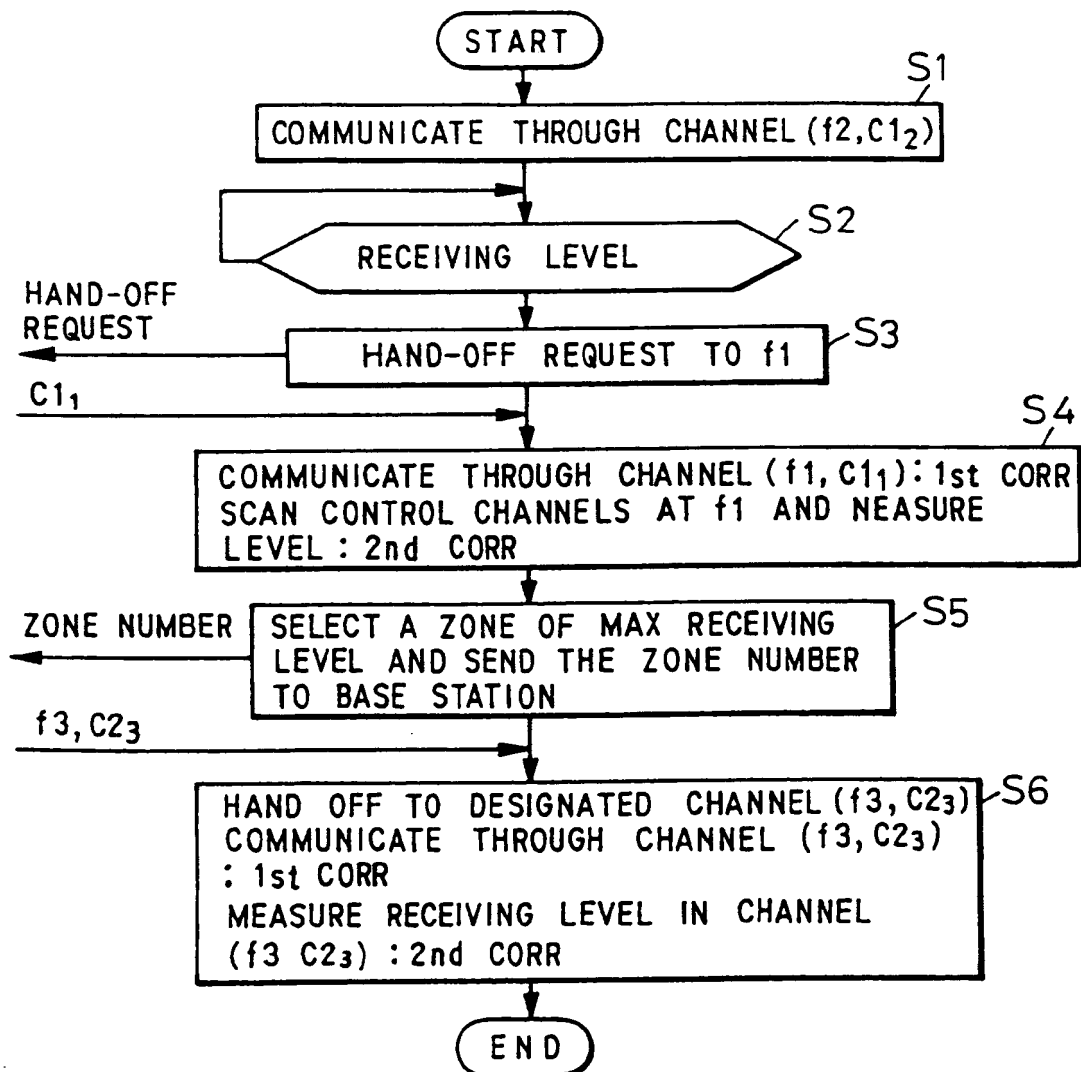 START
S1
COMMUNICATE THROUGH CHANNEL (f2,C1₂)
S2
RECEIVING LEVEL
HAND-OFF
REQUEST
S3
HAND-OFF REQUEST TO f1
C1₁
S4
COMMUNICATE THROUGH CHANNEL (f1,C1₁):1st CORR
SCAN CONTROL CHANNELS AT f1 AND NEASURE
LEVEL : 2nd CORR
ZONE NUMBER
S5
SELECT A ZONE OF MAX RECEIVING
LEVEL AND SEND THE ZONE NUMBER
TO BASE STATION
f3,C2₃
S6
HAND OFF TO DESIGNATED CHANNEL (f3,C2₃)
COMMUNICATE THROUGH CHANNEL (f3,C2₃)
: 1st CORR
MEASURE RECEIVING LEVEL IN CHANNEL
(f3 C2₃) : 2nd CORR
END